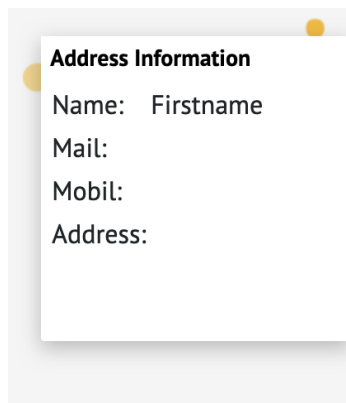 Address Information
Name: Firstname
Mail:
Mobil:
Address: